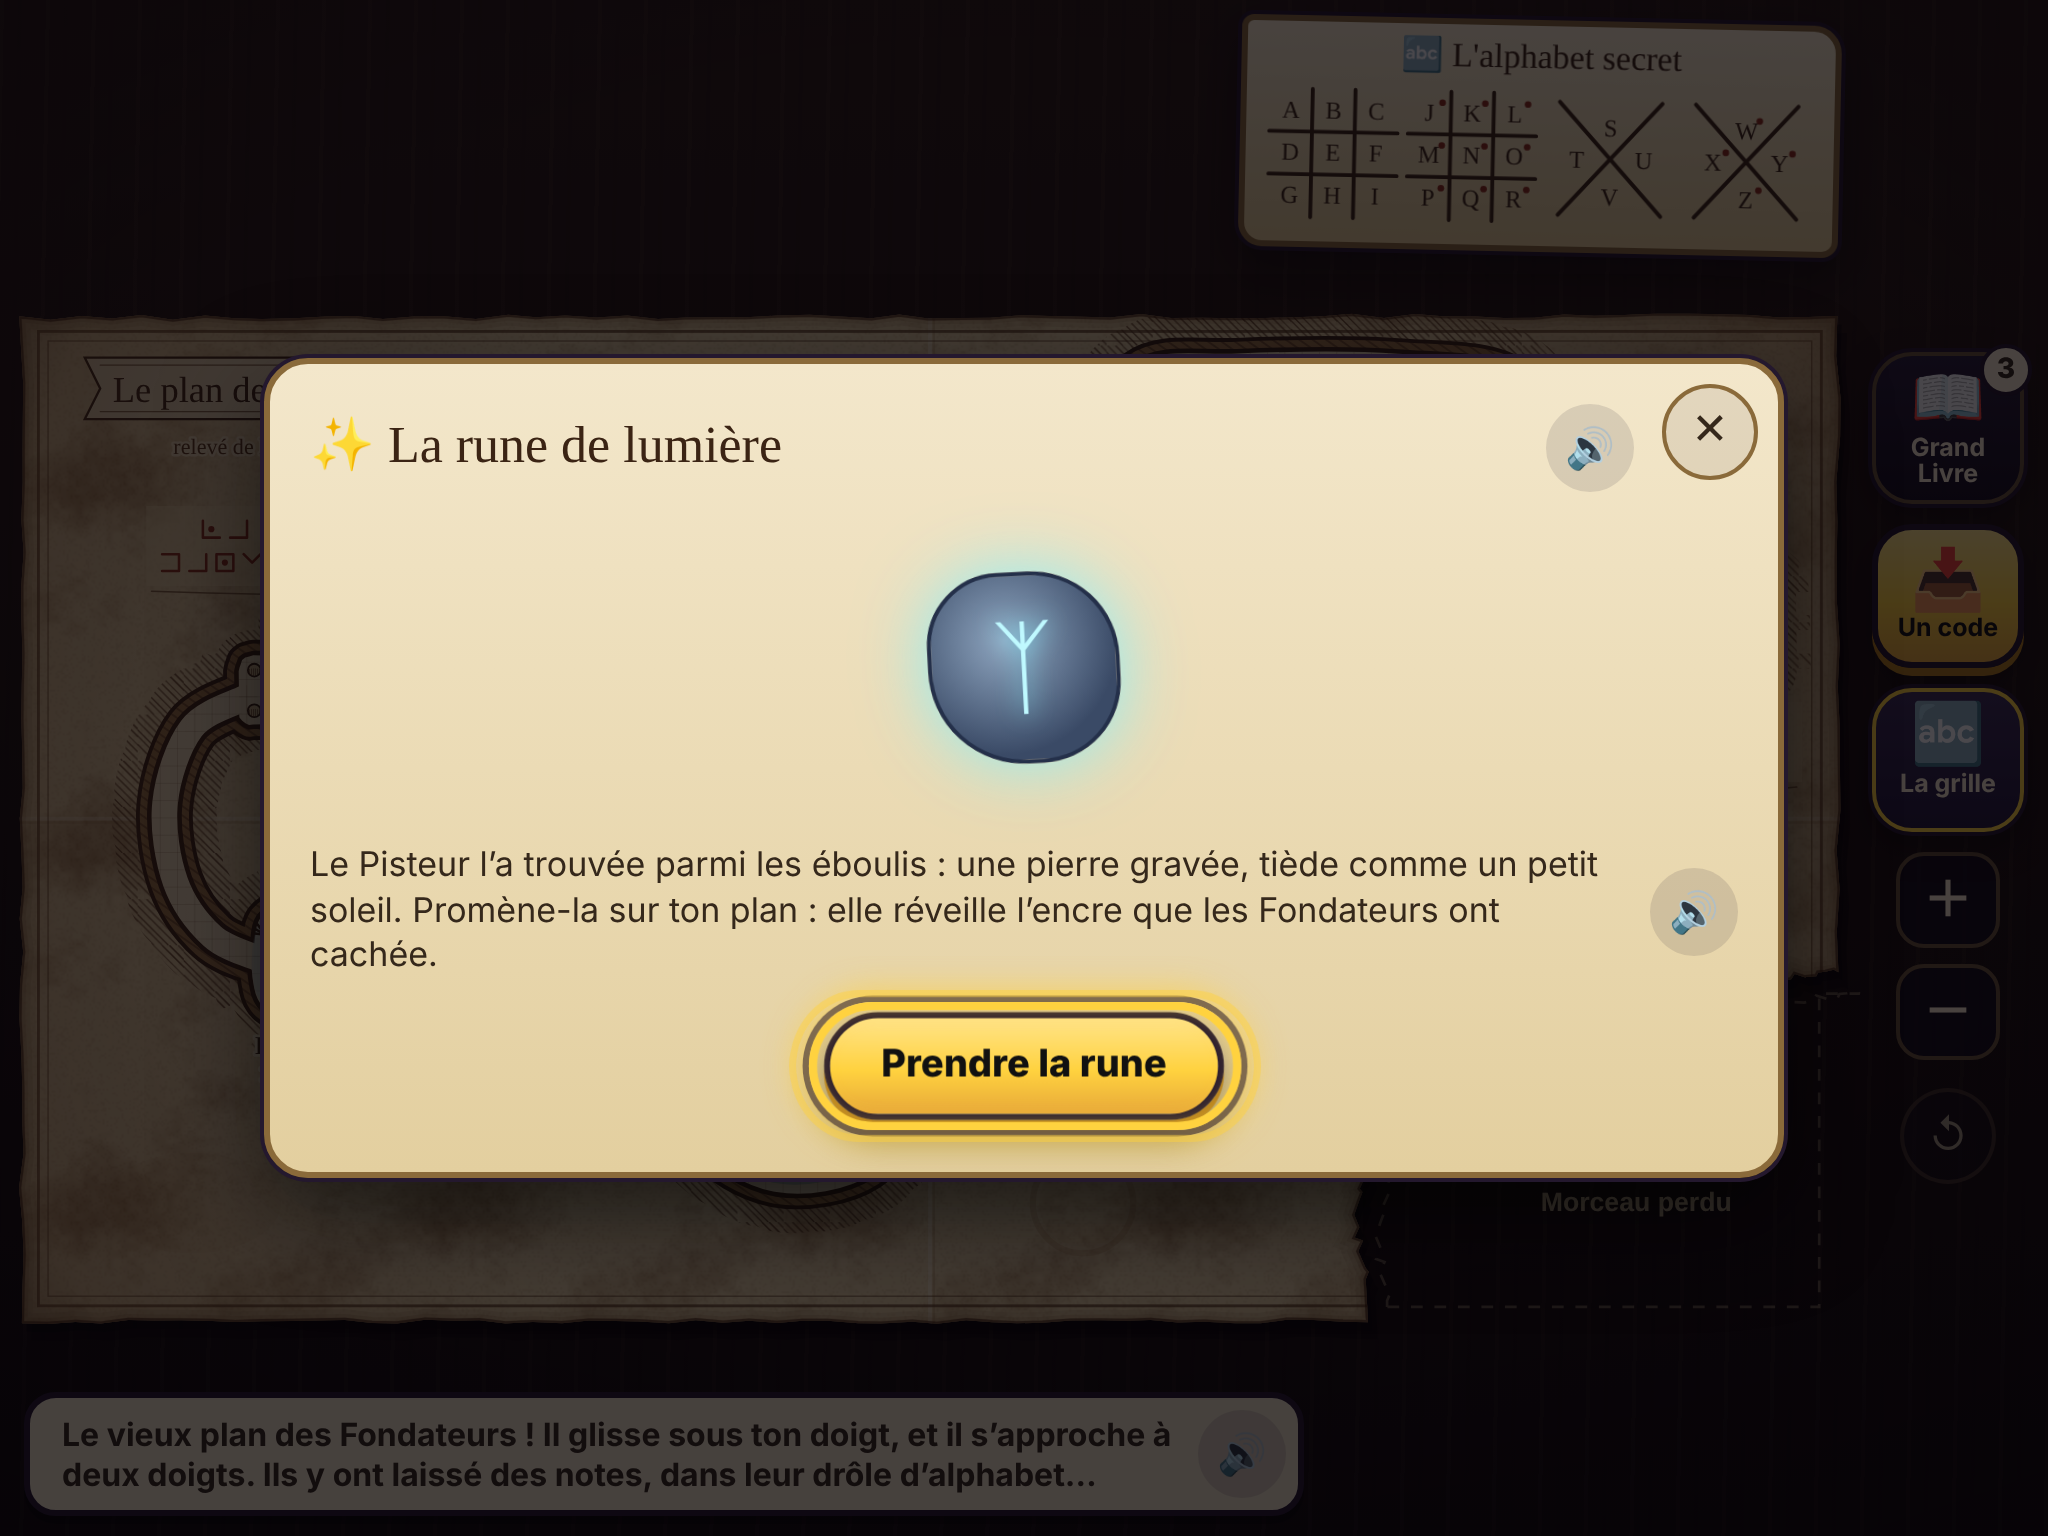 🔤 L'alphabet secret
A B C J K L S W
D E F M N O T U X Y
G H I P Q R V Z
Le plan de
relevé de
3
Grand
Livre
✨ La rune de lumière
Un code
abc
La grille
Le Pisteur l’a trouvée parmi les éboulis : une pierre gravée, tiède comme un petit
soleil. Promène-la sur ton plan : elle réveille l’encre que les Fondateurs ont
cachée.
Prendre la rune
Morceau perdu
Le vieux plan des Fondateurs ! Il glisse sous ton doigt, et il s’approche à
deux doigts. Ils y ont laissé des notes, dans leur drôle d’alphabet…